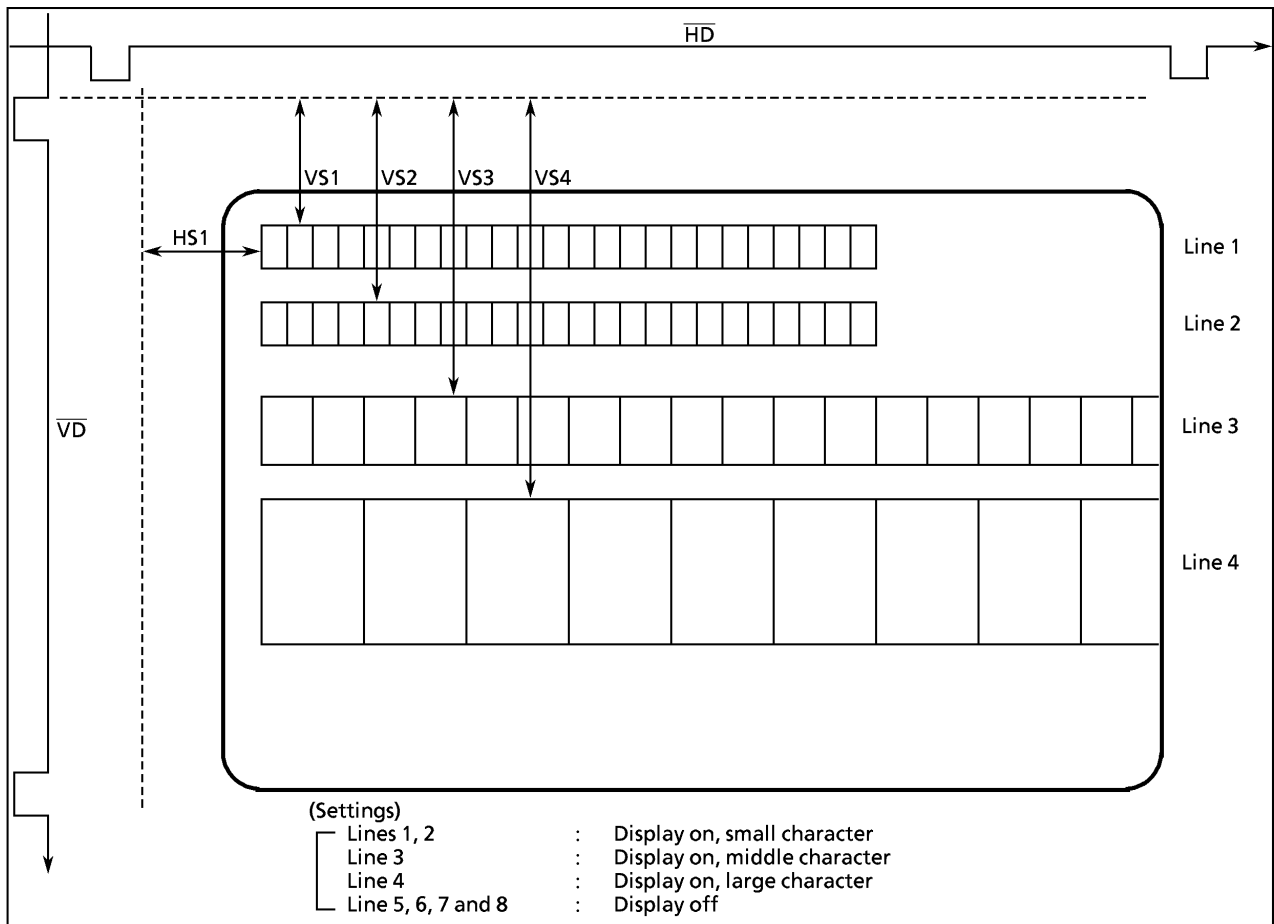 HD
VS1 VS2 VS3 VS4
HS1
Line 1
Line 2
VD
Line 3
Line 4
(Settings)
Lines 1, 2 : Display on, small character
Line 3 : Display on, middle character
Line 4 : Display on, large character
Line 5, 6, 7 and 8 : Display off